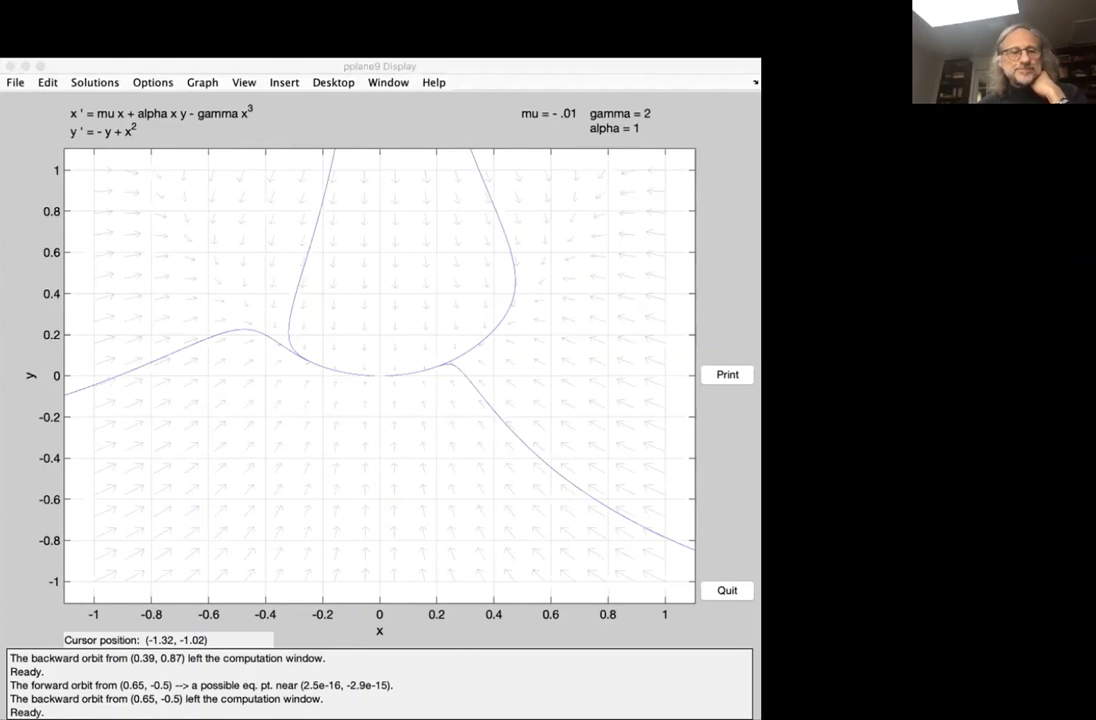 pplane9 Display
File Edit Solutions Options Graph View Insert Desktop Window Help
x ' = mu x + alpha x y - gamma x³
y ' = - y + x²
mu = - .01 gamma = 2
alpha = 1
1
0.8
0.6
0.4
0.2
0
-0.2
-0.4
-0.6
-0.8
-1
y
-1 -0.8 -0.6 -0.4 -0.2 0 0.2 0.4 0.6 0.8 1
x
Print
Quit
Cursor position: (-1.32, -1.02)
The backward orbit from (0.39, 0.87) left the computation window.
Ready.
The forward orbit from (0.65, -0.5) --> a possible eq. pt. near (2.5e-16, -2.9e-15).
The backward orbit from (0.65, -0.5) left the computation window.
Ready.